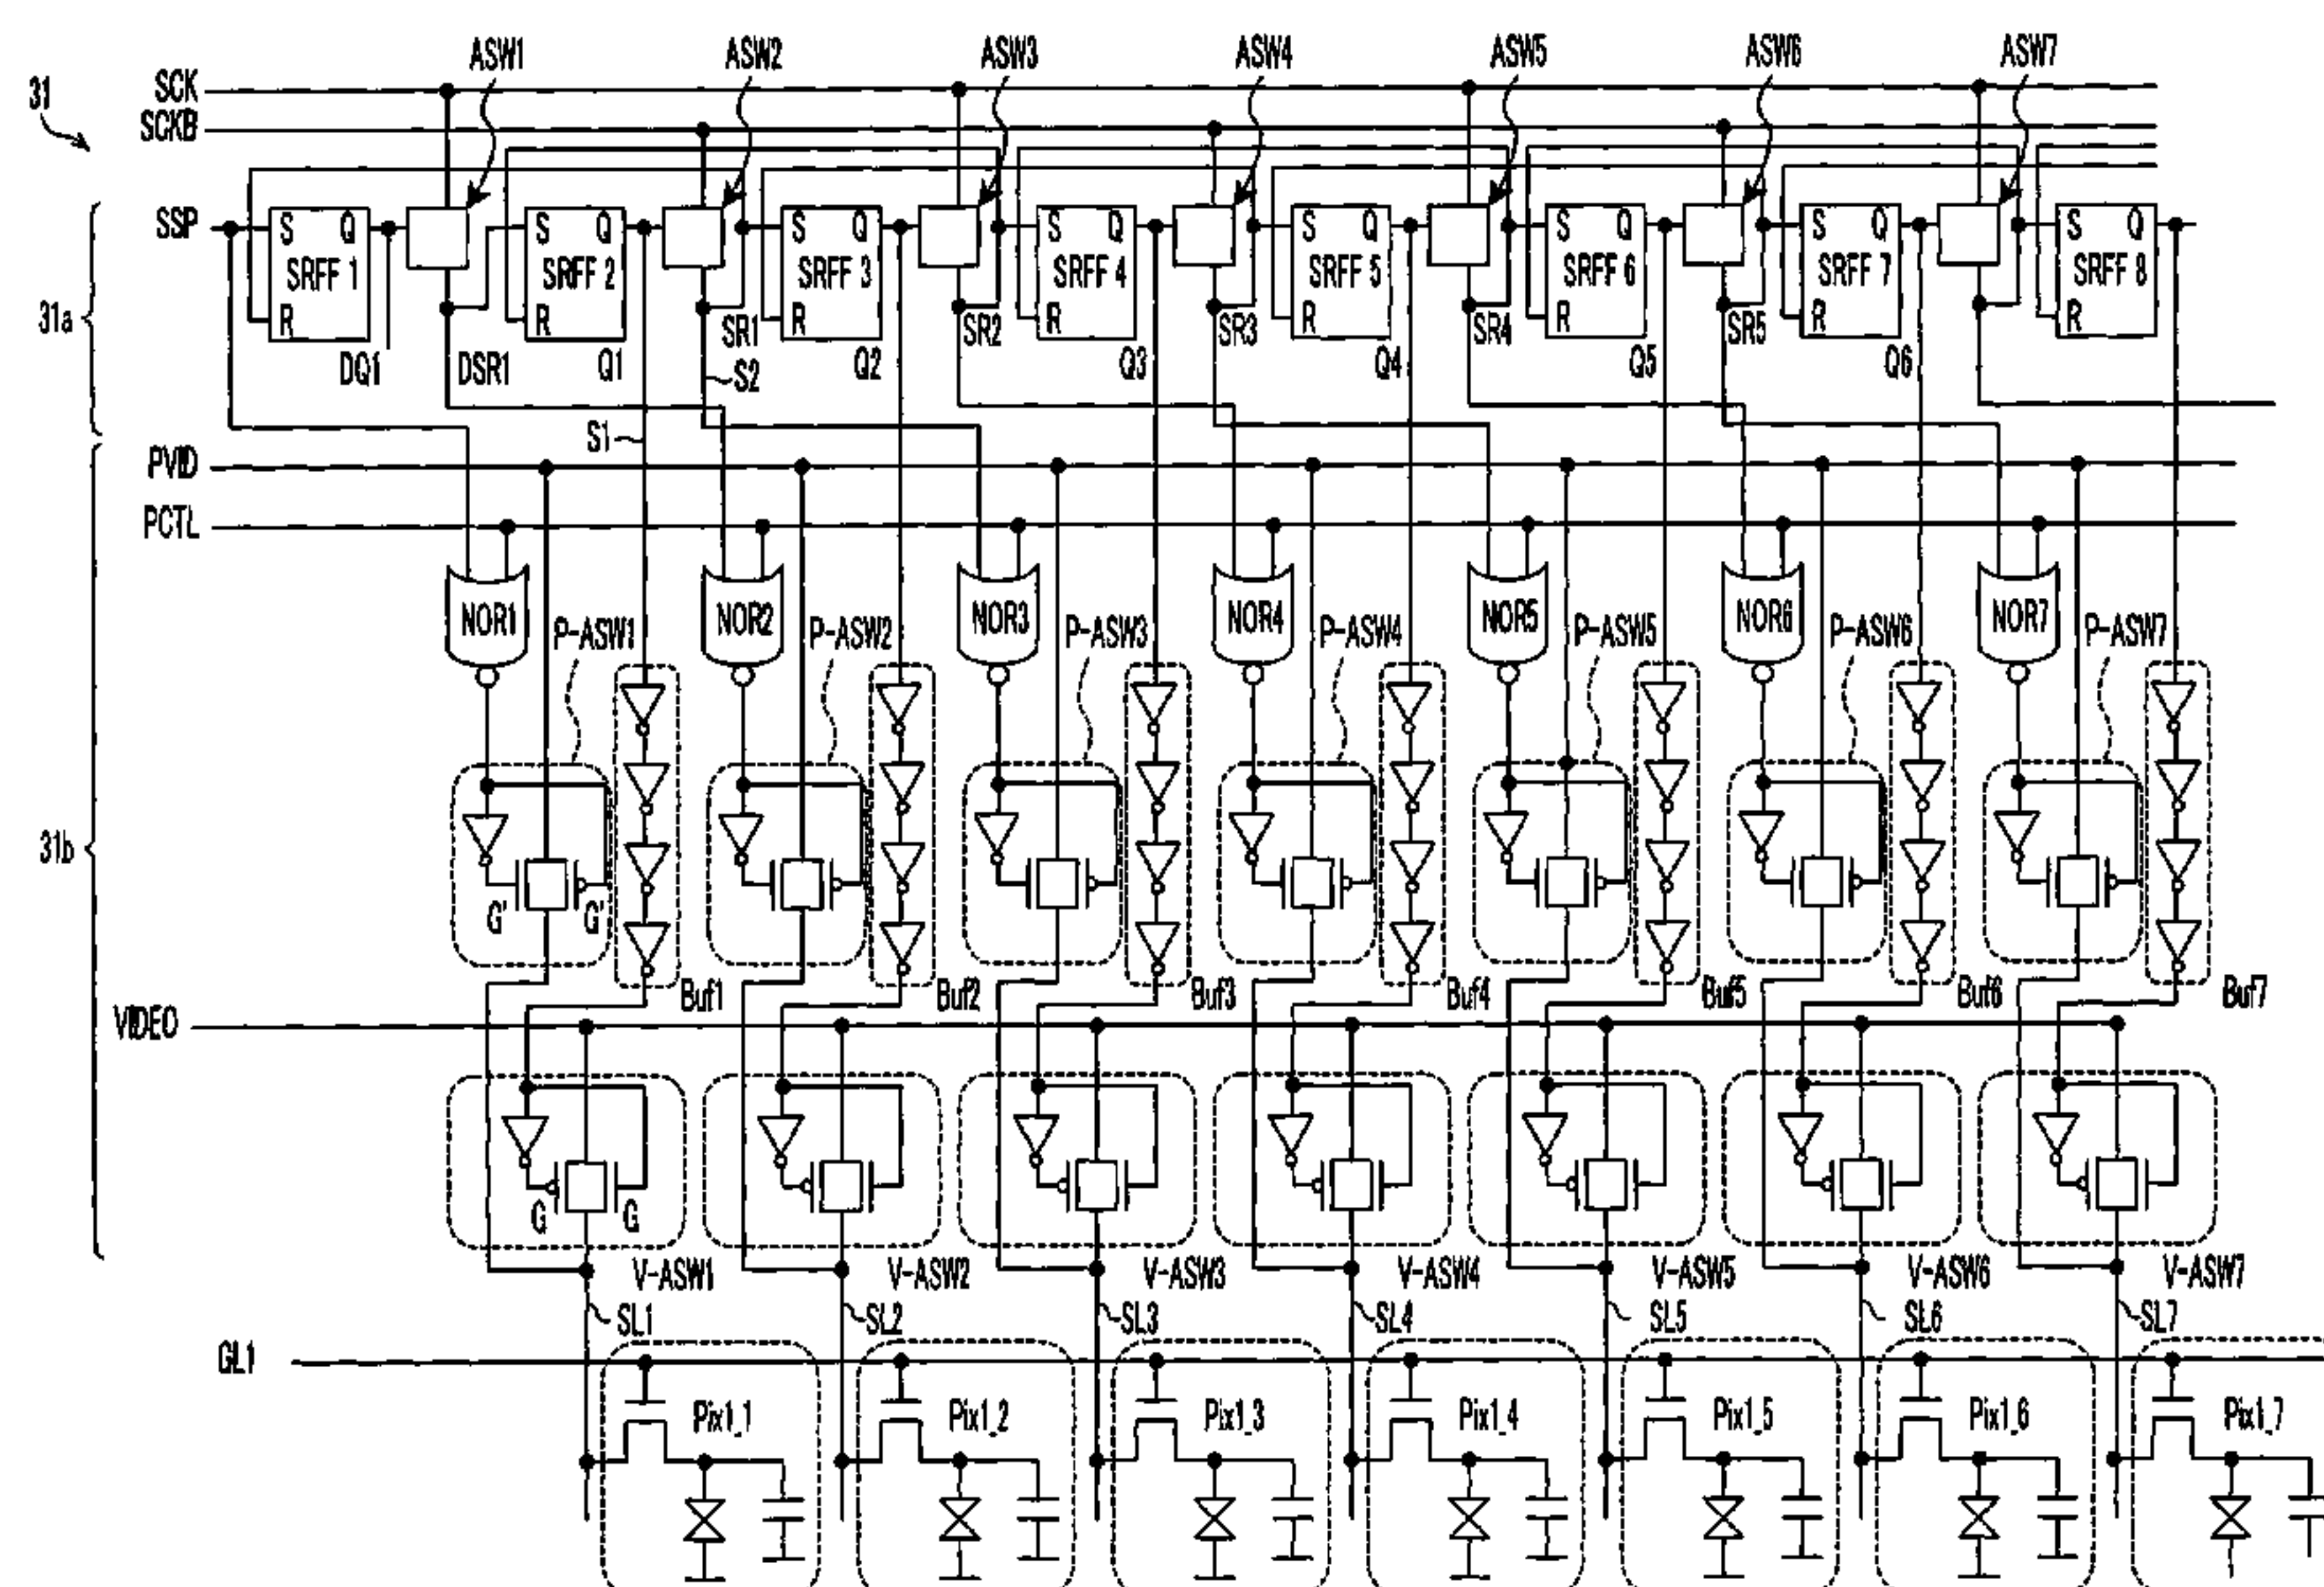 ASW1 ASW2 ASW3 ASW4 ASW5 ASW6 ASW7
31 SCK
SCKB
SSP S Q S Q S Q S Q S Q S Q S Q S Q
SRFF 1 SRFF 2 SRFF 3 SRFF 4 SRFF 5 SRFF 6 SRFF 7 SRFF 8
31a R R R R R R R R
SR1 SR2 SR3 SR4 SR5
DQ1 DSR1 Q1 Q2 Q3 Q4 Q5 Q6
S2
S1
PVID
PCTL
NOR1 NOR2 NOR3 NOR4 NOR5 NOR6 NOR7
P-ASW1 P-ASW2 P-ASW3 P-ASW4 P-ASW5 P-ASW6 P-ASW7
31b
G' G'
Buf1 Buf2 Buf3 Buf4 Buf5 Buf6 Buf7
VIDEO
G G
V-ASW1 V-ASW2 V-ASW3 V-ASW4 V-ASW5 V-ASW6 V-ASW7
SL1 SL2 SL3 SL4 SL5 SL6 SL7
GL1
Pix1_1 Pix1_2 Pix1_3 Pix1_4 Pix1_5 Pix1_6 Pix1_7